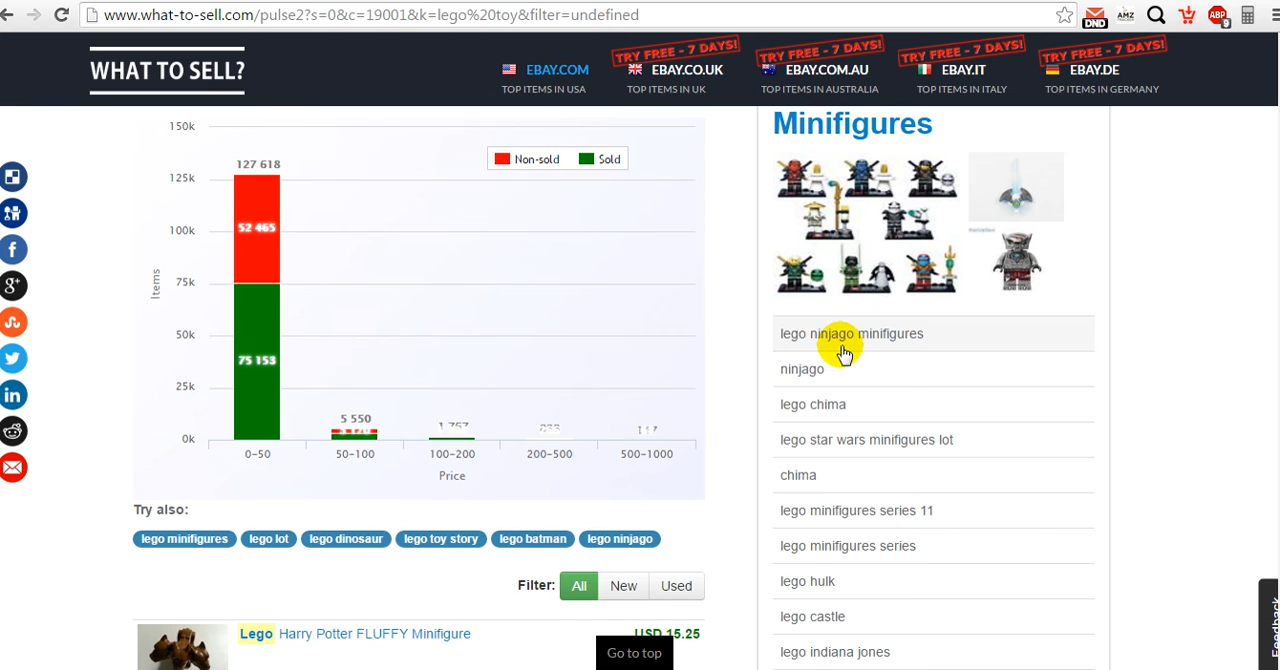 www.what-to-sell.com/pulse2?s=0&c=19001&k=lego%20toy&filter=undefined
DND
AMZ
ABP
9
WHAT TO SELL?
EBAY.COM
TOP ITEMS IN USA
TRY FREE - 7 DAYS!
EBAY.CO.UK
TOP ITEMS IN UK
TRY FREE - 7 DAYS!
EBAY.COM.AU
TOP ITEMS IN AUSTRALIA
TRY FREE - 7 DAYS!
EBAY.IT
TOP ITEMS IN ITALY
TRY FREE - 7 DAYS!
EBAY.DE
TOP ITEMS IN GERMANY
150k
125k
100k
75k
50k
25k
0k
Items
Non-sold
Sold
127 618
52 465
75 153
5 550
0-50
50-100
100-200
200-500
500-1000
Price
Try also:
lego minifigures
lego lot
lego dinosaur
lego toy story
lego batman
lego ninjago
Filter:
All
New
Used
Lego Harry Potter FLUFFY Minifigure
USD 15.25
Go to top
Minifigures
lego ninjago minifigures
ninjago
lego chima
lego star wars minifigures lot
chima
lego minifigures series 11
lego minifigures series
lego hulk
lego castle
lego indiana jones
Feedback